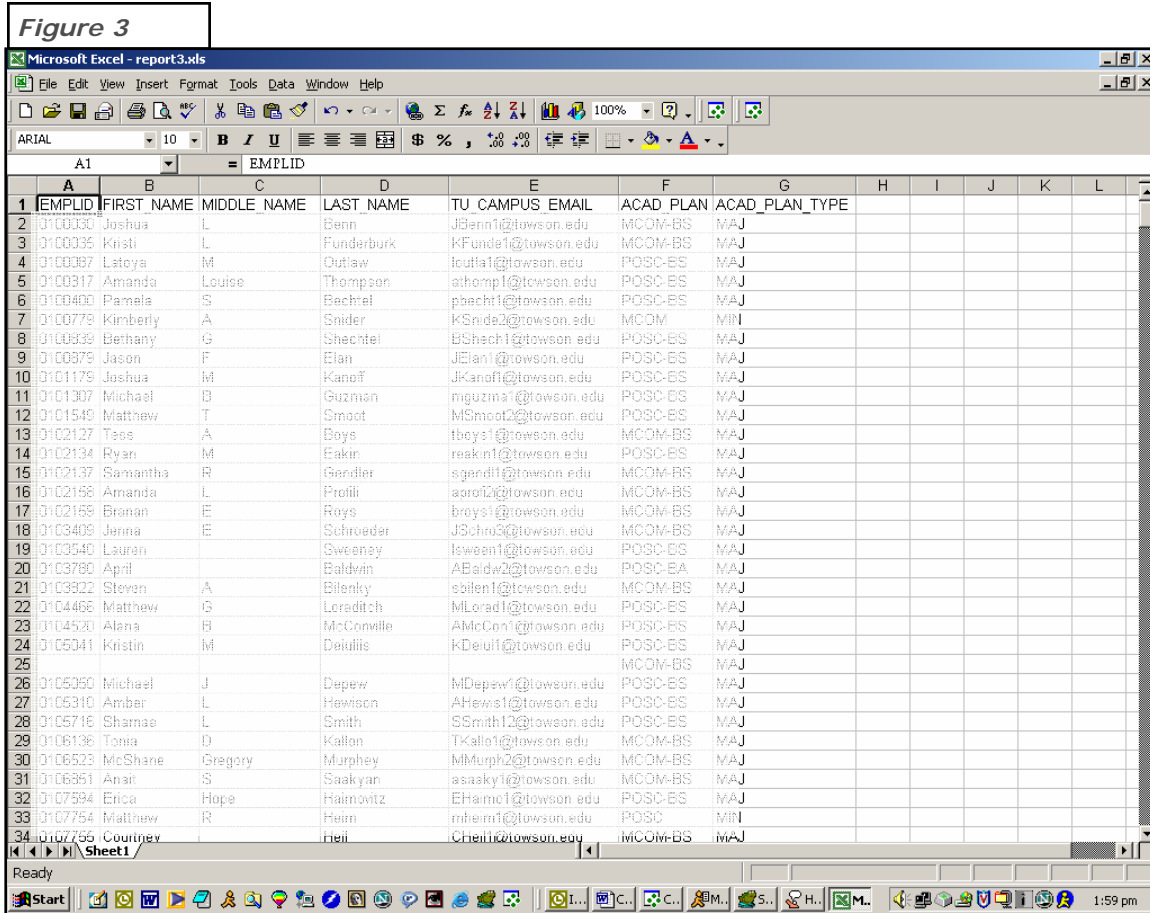 Figure 3
Microsoft Excel - report3.xls
File Edit View Insert Format Tools Data Window Help
100%
ARIAL 10 B I U $ % ,
A1 = EMPLID
A B C D E F G H I J K L
1 EMPLID FIRST_NAME MIDDLE_NAME LAST_NAME TU_CAMPUS_EMAIL ACAD_PLAN ACAD_PLAN_TYPE
2 0100030 Joshua L Benn JBenn1@towson.edu MCOM-BS MAJ
3 0100035 Kristi L Funderburk KFunde1@towson.edu MCOM-BS MAJ
4 Latoya M Outlaw loutla1@towson.edu POSC-BS MAJ
5 0100317 Amanda Louise Thompson athomp1@towson.edu POSC-BS MAJ
6 0100400 Pamela S Bechtel pbecht1@towson.edu POSC-BS MAJ
7 0100779 Kimberly A Snider KSnide2@towson.edu MCOM MIN
8 0100839 Bethany G Shechtel BShech1@towson.edu POSC-BS MAJ
9 0100879 Jason F Elan JElan1@towson.edu POSC-BS MAJ
10 0101179 Joshua M Kanoff JKanof1@towson.edu POSC-BS MAJ
11 0101307 Michael B Guzman mguzma1@towson.edu POSC-BS MAJ
12 0101549 Matthew T Smoot MSmoot2@towson.edu POSC-BS MAJ
13 0102127 Tess A Boys tboys1@towson.edu MCOM-BS MAJ
14 0102134 Ryan M Eakin reakin1@towson.edu POSC-BS MAJ
15 0102137 Samantha R Gendler sgendl1@towson.edu MCOM-BS MAJ
16 Amanda L Profili aprofi2@towson.edu MCOM-BS MAJ
17 0102159 Branan E Roys broys1@towson.edu MCOM-BS MAJ
18 0103409 Jenna E Schroeder JSchro3@towson.edu MCOM-BS MAJ
19 0103540 Lauren Sweeney lsween1@towson.edu POSC-BS MAJ
20 0103780 April Baldwin ABaldw2@towson.edu POSC-BA MAJ
21 0103822 Steven A Bilenky sbilen1@towson.edu MCOM-BS MAJ
22 0104466 Matthew G Loraditch MLorad1@towson.edu POSC-BS MAJ
23 0104520 Alana B McConville AMcCon1@towson.edu POSC-BS MAJ
24 0105041 Kristin M Deiuliis KDeiul1@towson.edu POSC-BS MAJ
25 MCOM-BS MAJ
26 0105050 Michael J Depew MDepew1@towson.edu POSC-BS MAJ
27 0105310 Amber L Hewison AHewis1@towson.edu POSC-BS MAJ
28 0105716 Shamae L Smith SSmith12@towson.edu POSC-BS MAJ
29 0106136 Tonia D Kallon TKallo1@towson.edu MCOM-BS MAJ
30 0106523 McShane Gregory Murphey MMurph2@towson.edu MCOM-BS MAJ
31 Anait S Saakyan asaaky1@towson.edu MCOM-BS MAJ
32 0107594 Erica Hope Haimovitz EHaimo1@towson.edu POSC-BS MAJ
33 0107754 Matthew R Heim mheim1@towson.edu POSC MIN
34 0107755 Courtney Heil CHeil1@towson.edu MCOM-BS MAJ
Sheet1
Ready
Start I... C... C... M... S... H... M... 1:59 pm